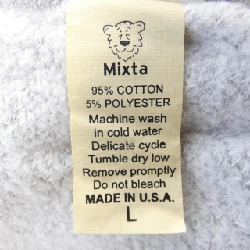 Mixta
95% COTTON
5% POLYESTER
Machine wash
in cold water
Delicate cycle
Tumble dry low
Remove promptly
Do not bleach
MADE IN U.S.A.
L